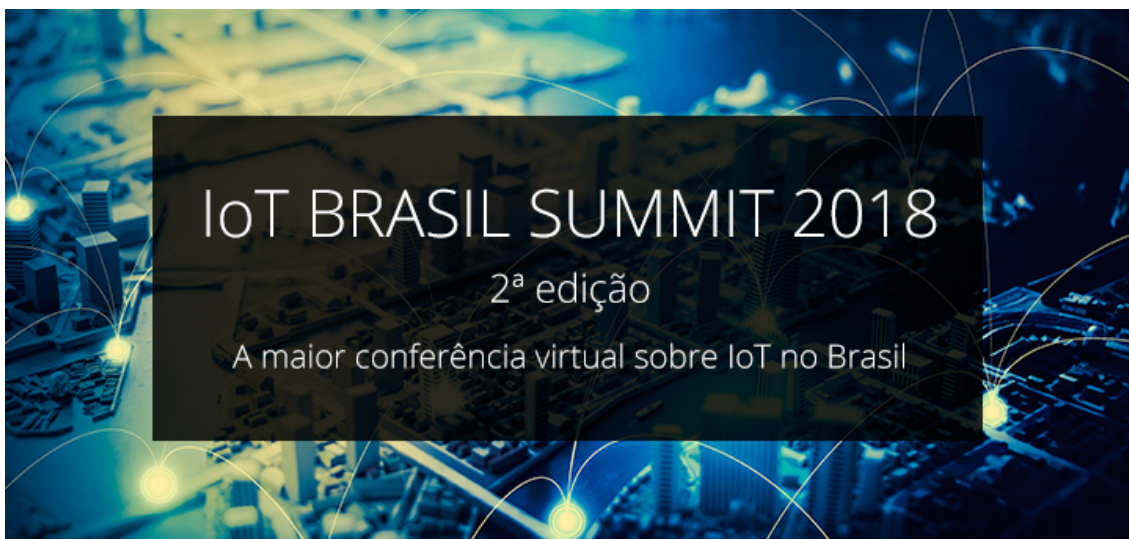 IoT BRASIL SUMMIT 2018
2ª edição
A maior conferência virtual sobre IoT no Brasil